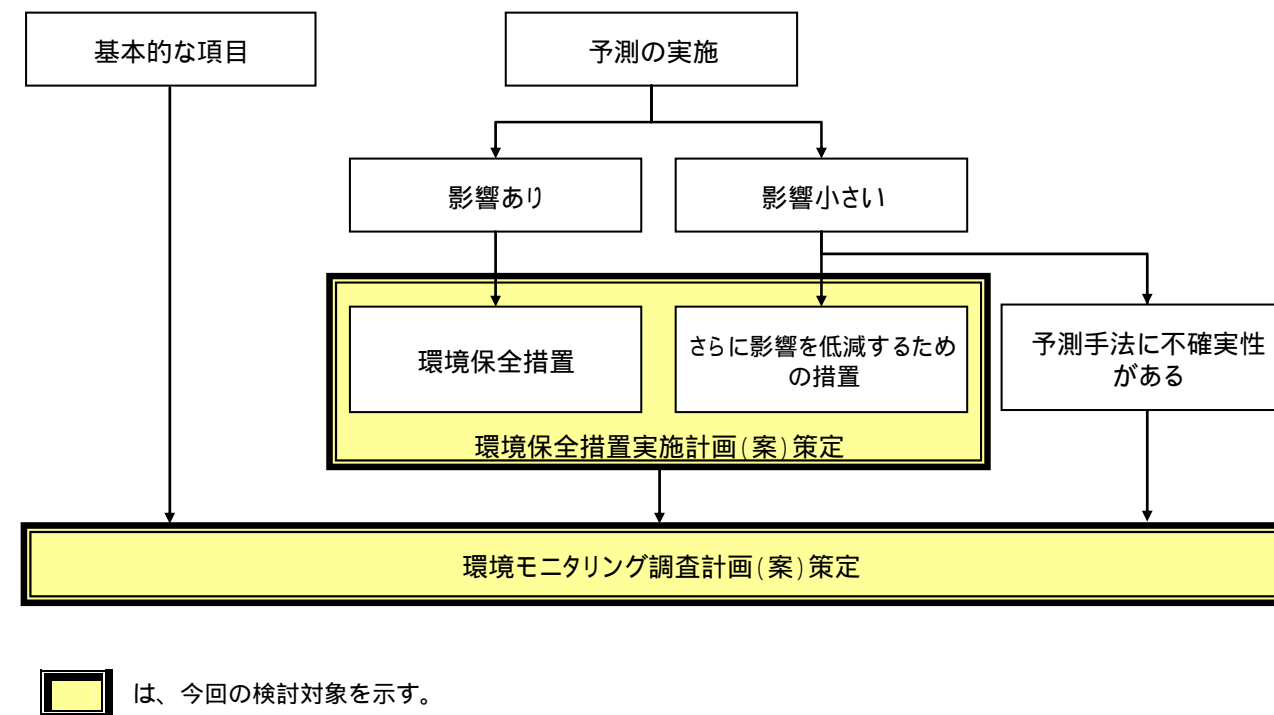 基本的な項目
予測の実施
影響あり
影響小さい
環境保全措置
さらに影響を低減するため
の措置
予測手法に不確実性
がある
環境保全措置実施計画(案)策定
環境モニタリング調査計画(案)策定
は、今回の検討対象を示す。